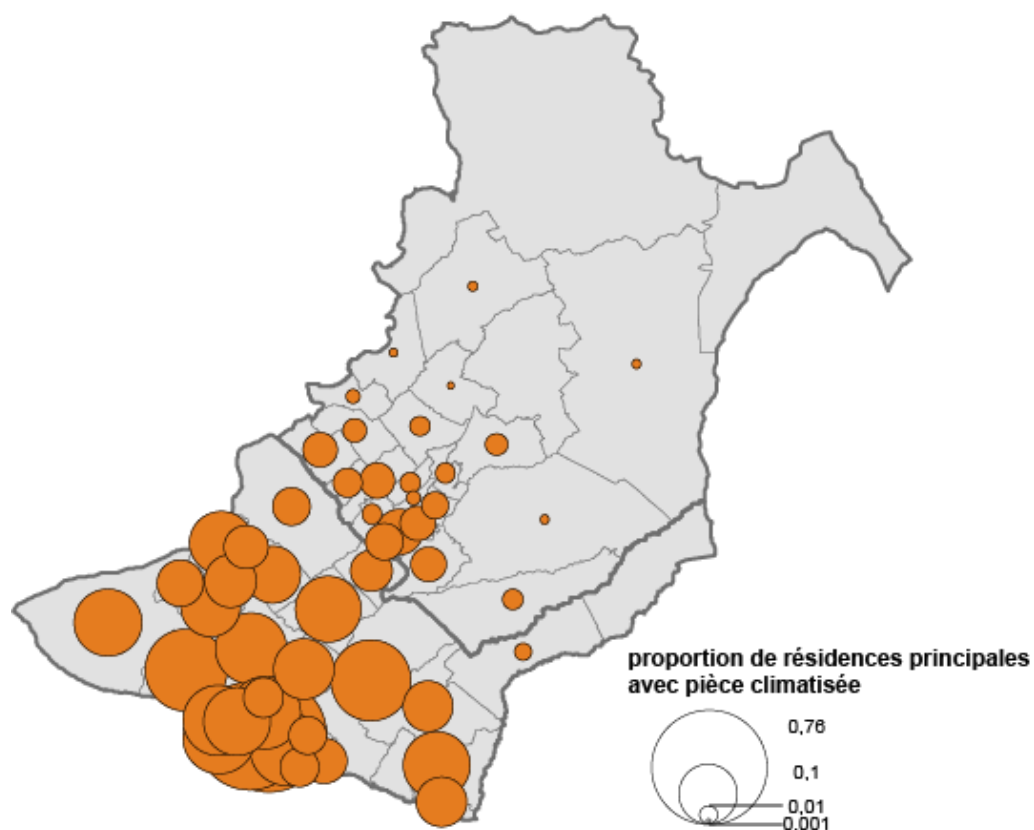 proportion de résidences principales
avec pièce climatisée
0,76
0,1
0,01
0.001